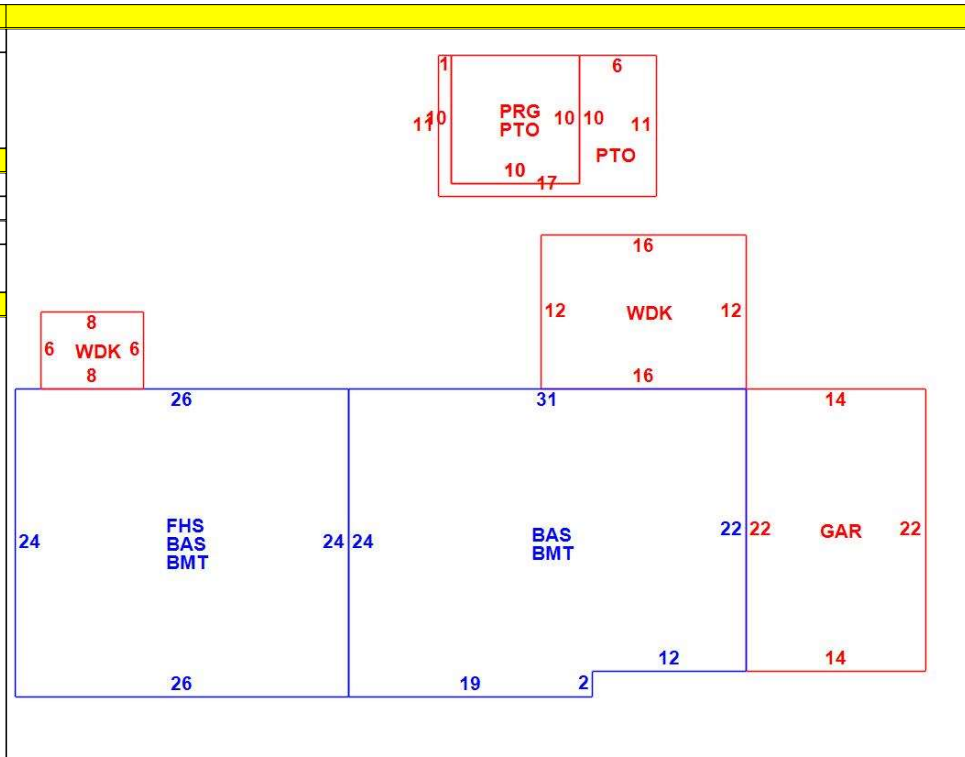 1 6
11 10 PRG 10 10 11
PTO
PTO
10
17
16
12 WDK 12
8
6 WDK 6
8
16
26 31 14
FHS
24 BAS 24 24 BAS 22 22 GAR 22
BMT BMT
12 14
26 19 2